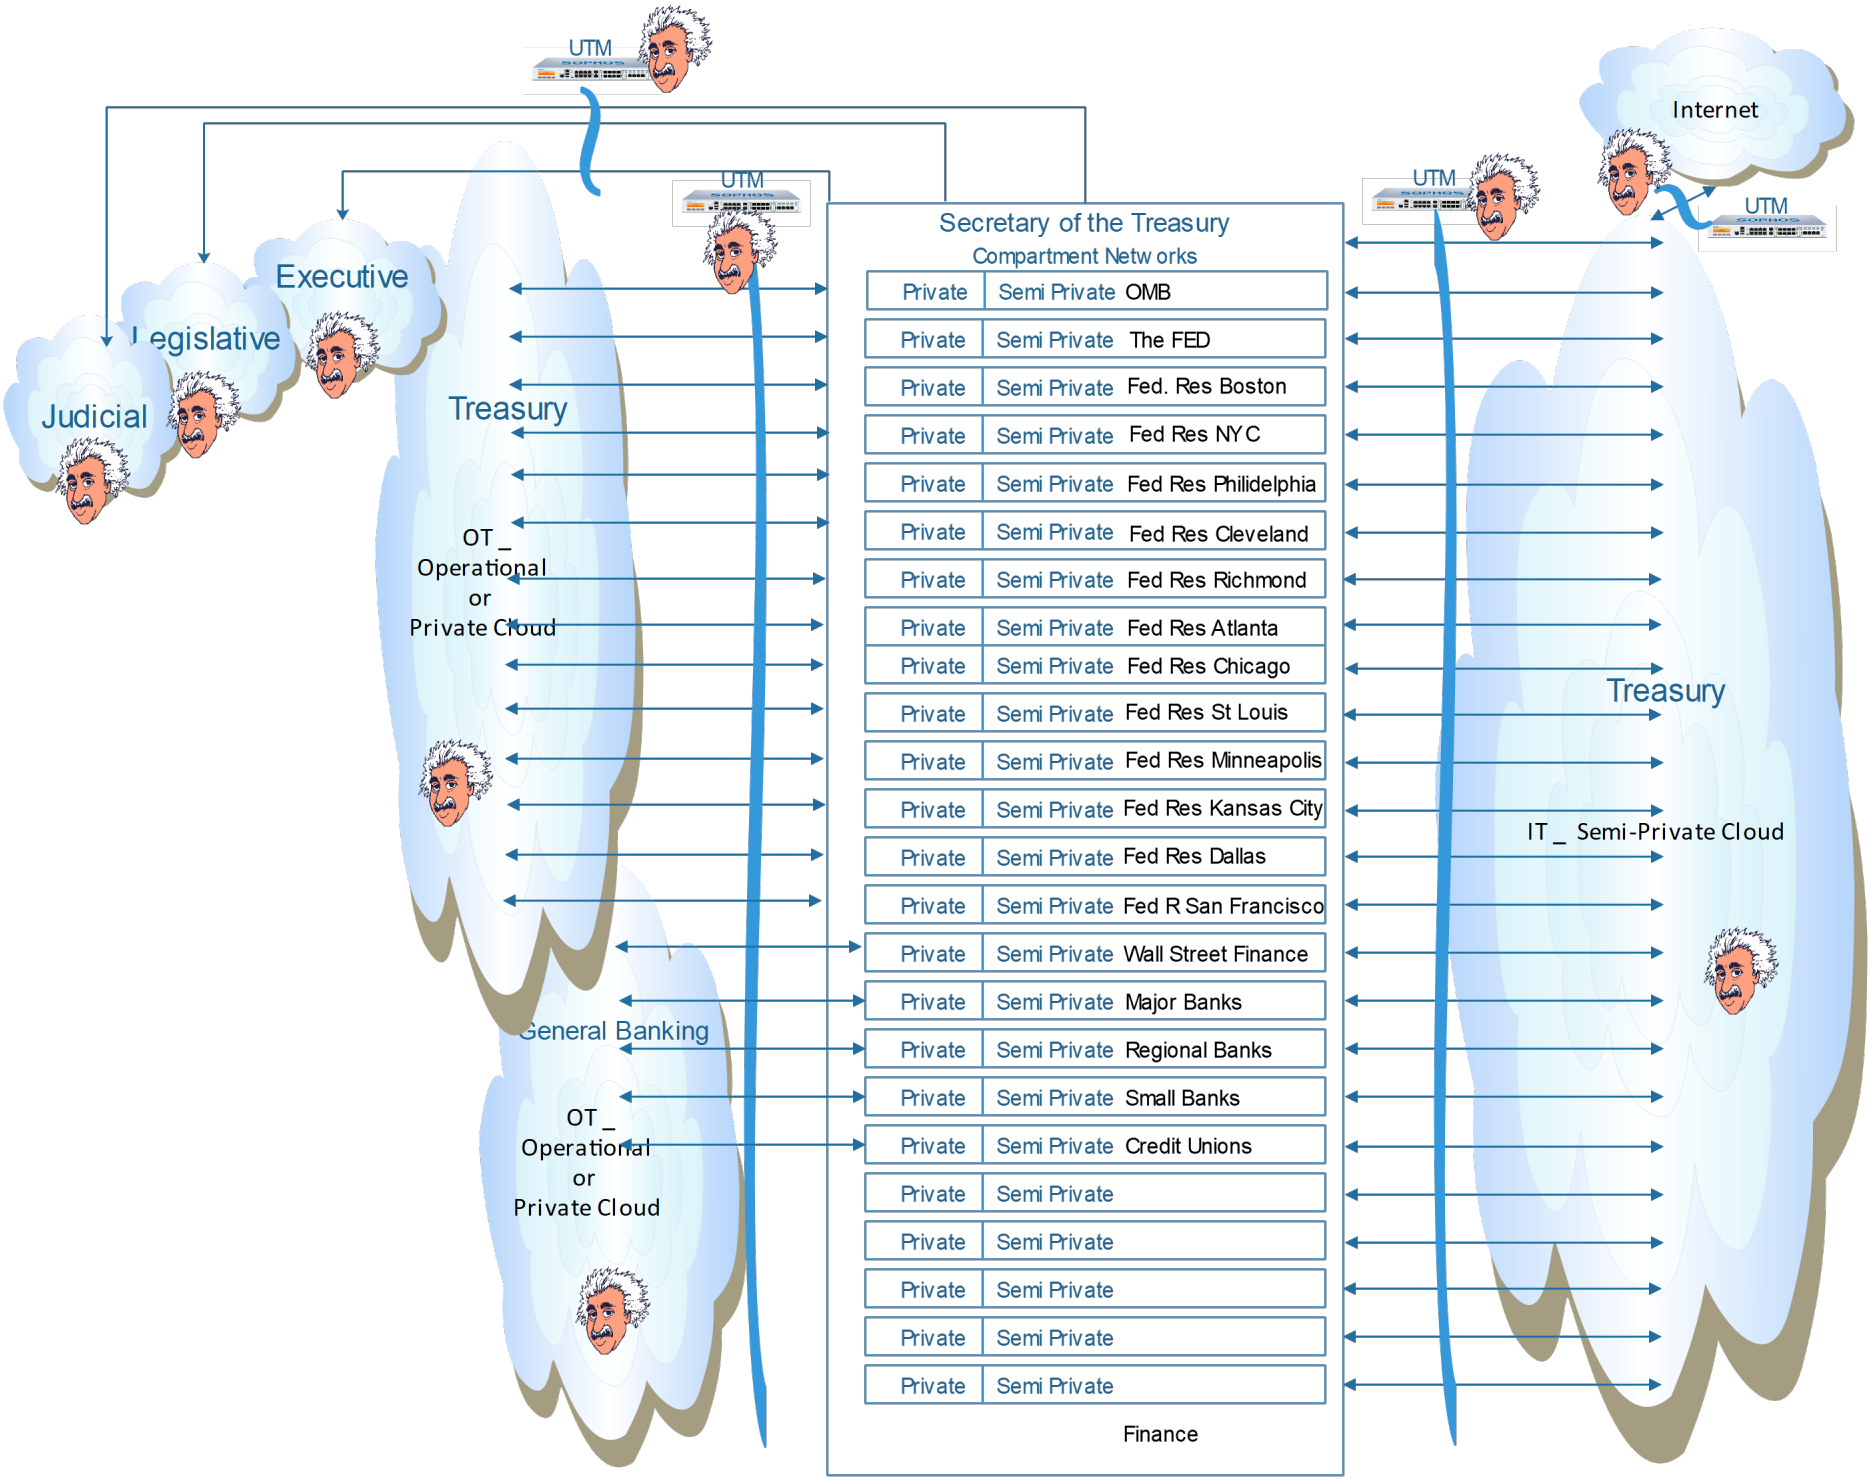 UTM
SOPHOS
Internet
UTM
SOPHOS
UTM
UTM
SOPHOS
Secretary of the Treasury
Compartment Networks
Executive
Legislative
Judicial
Treasury
OT _
Operational
or
Private Cloud
Private Semi Private OMB
Private Semi Private The FED
Private Semi Private Fed. Res Boston
Private Semi Private Fed Res NYC
Private Semi Private Fed Res Philidelphia
Private Semi Private Fed Res Cleveland
Private Semi Private Fed Res Richmond
Private Semi Private Fed Res Atlanta
Private Semi Private Fed Res Chicago
Private Semi Private Fed Res St Louis
Private Semi Private Fed Res Minneapolis
Private Semi Private Fed Res Kansas City
Private Semi Private Fed Res Dallas
Private Semi Private Fed R San Francisco
Private Semi Private Wall Street Finance
Private Semi Private Major Banks
Private Semi Private Regional Banks
Private Semi Private Small Banks
Private Semi Private Credit Unions
Private Semi Private
Private Semi Private
Private Semi Private
Private Semi Private
Private Semi Private
Finance
General Banking
OT _
Operational
or
Private Cloud
Treasury
IT _ Semi-Private Cloud